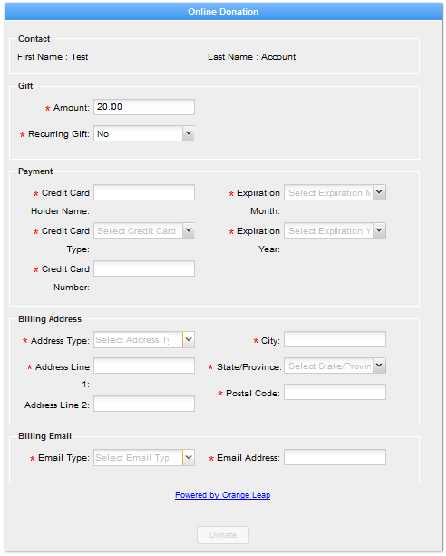 Online Donation
Contact
First Name : Test Last Name : Account
Gift
* Amount: 20.00
* Recurring Gift: No
Payment
* Credit Card Holder Name: * Expiration Month: Select Expiration M
* Credit Card Type: Select Credit Card * Expiration Year: Select Expiration Y
* Credit Card Number:
Billing Address
* Address Type: Select Address Ty * City:
* Address Line 1: * State/Province: Select State/Provin
Address Line 2: * Postal Code:
Billing Email
* Email Type: Select Email Typ * Email Address:
Powered by Orange Leap
Donate